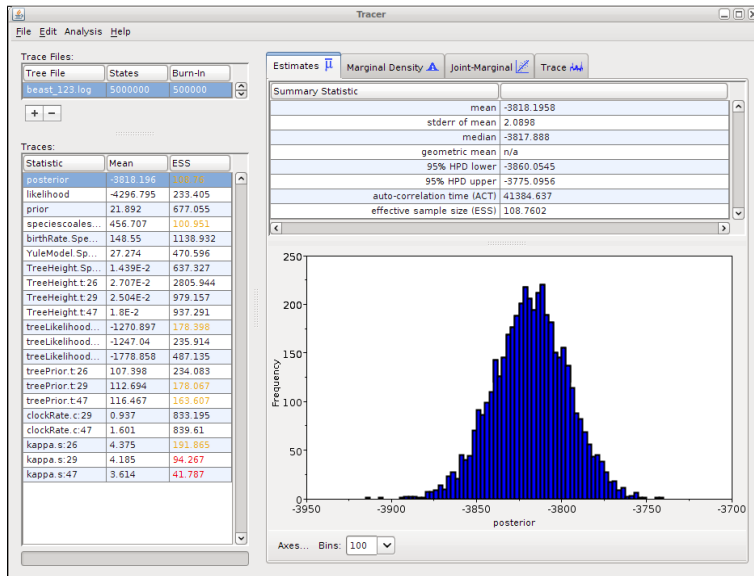 Tracer
File Edit Analysis Help
Trace Files:
Tree File States Burn-In
beast_123.log 5000000 500000
+ −
Traces:
Statistic Mean ESS
posterior -3818.196
likelihood -4296.795 233.405
prior 21.892 677.055
speciescoales... 456.707 100.951
birthRate.Spe... 148.55 1138.932
YuleModel.Sp... 27.274 470.596
TreeHeight.Sp... 1.439E-2 637.327
TreeHeight.t:26 2.707E-2 2805.944
TreeHeight.t:29 2.504E-2 979.157
TreeHeight.t:47 1.8E-2 937.291
treeLikelihood... -1270.897 178.398
treeLikelihood... -1247.04 235.914
treeLikelihood... -1778.858 487.135
treePrior.t:26 107.398 234.083
treePrior.t:29 112.694 178.067
treePrior.t:47 116.467 163.607
clockRate.c:29 0.937 833.195
clockRate.c:47 1.601 839.61
kappa.s:26 4.375 191.865
kappa.s:29 4.185 94.267
kappa.s:47 3.614 41.787
Estimates μ Marginal Density Joint-Marginal Trace
Summary Statistic
mean -3818.1958
stderr of mean 2.0898
median -3817.888
geometric mean n/a
95% HPD lower -3860.0545
95% HPD upper -3775.0956
auto-correlation time (ACT) 41384.637
effective sample size (ESS) 108.7602
Frequency
250
200
150
100
50
0
-3950 -3900 -3850 -3800 -3750 -3700
posterior
Axes... Bins: 100